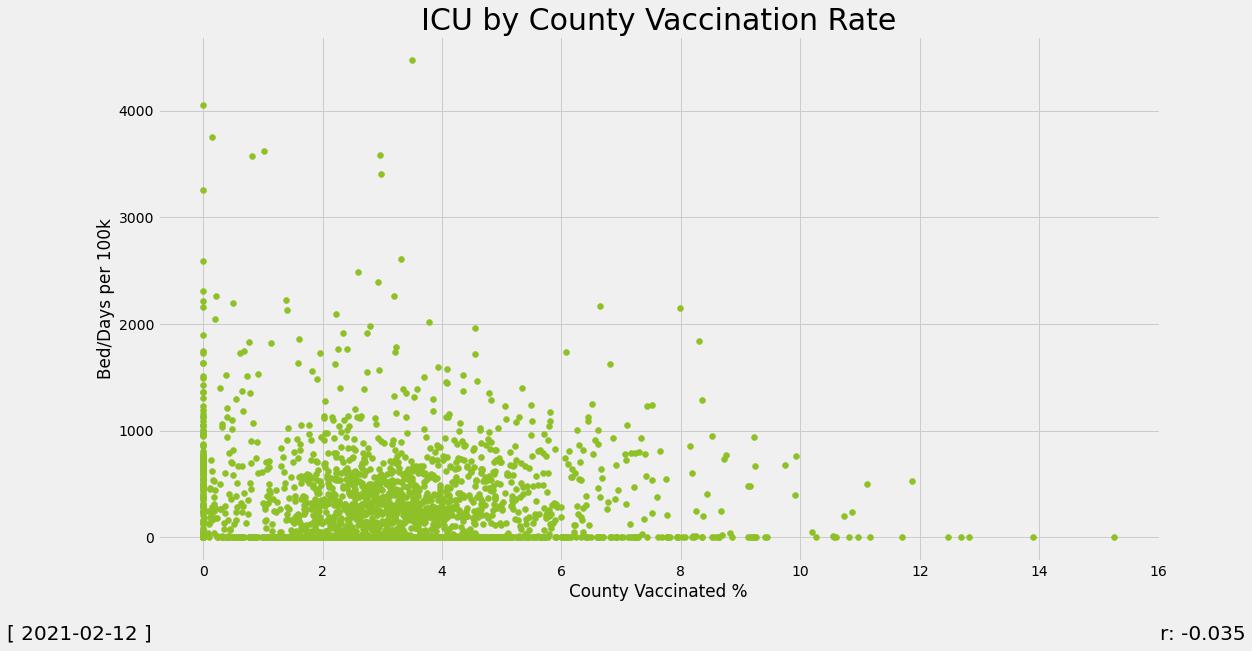 ICU by County Vaccination Rate
4000
3000
2000
1000
0
Bed/Days per 100k
0 2 4 6 8 10 12 14 16
County Vaccinated %
[ 2021-02-12 ]
r: -0.035